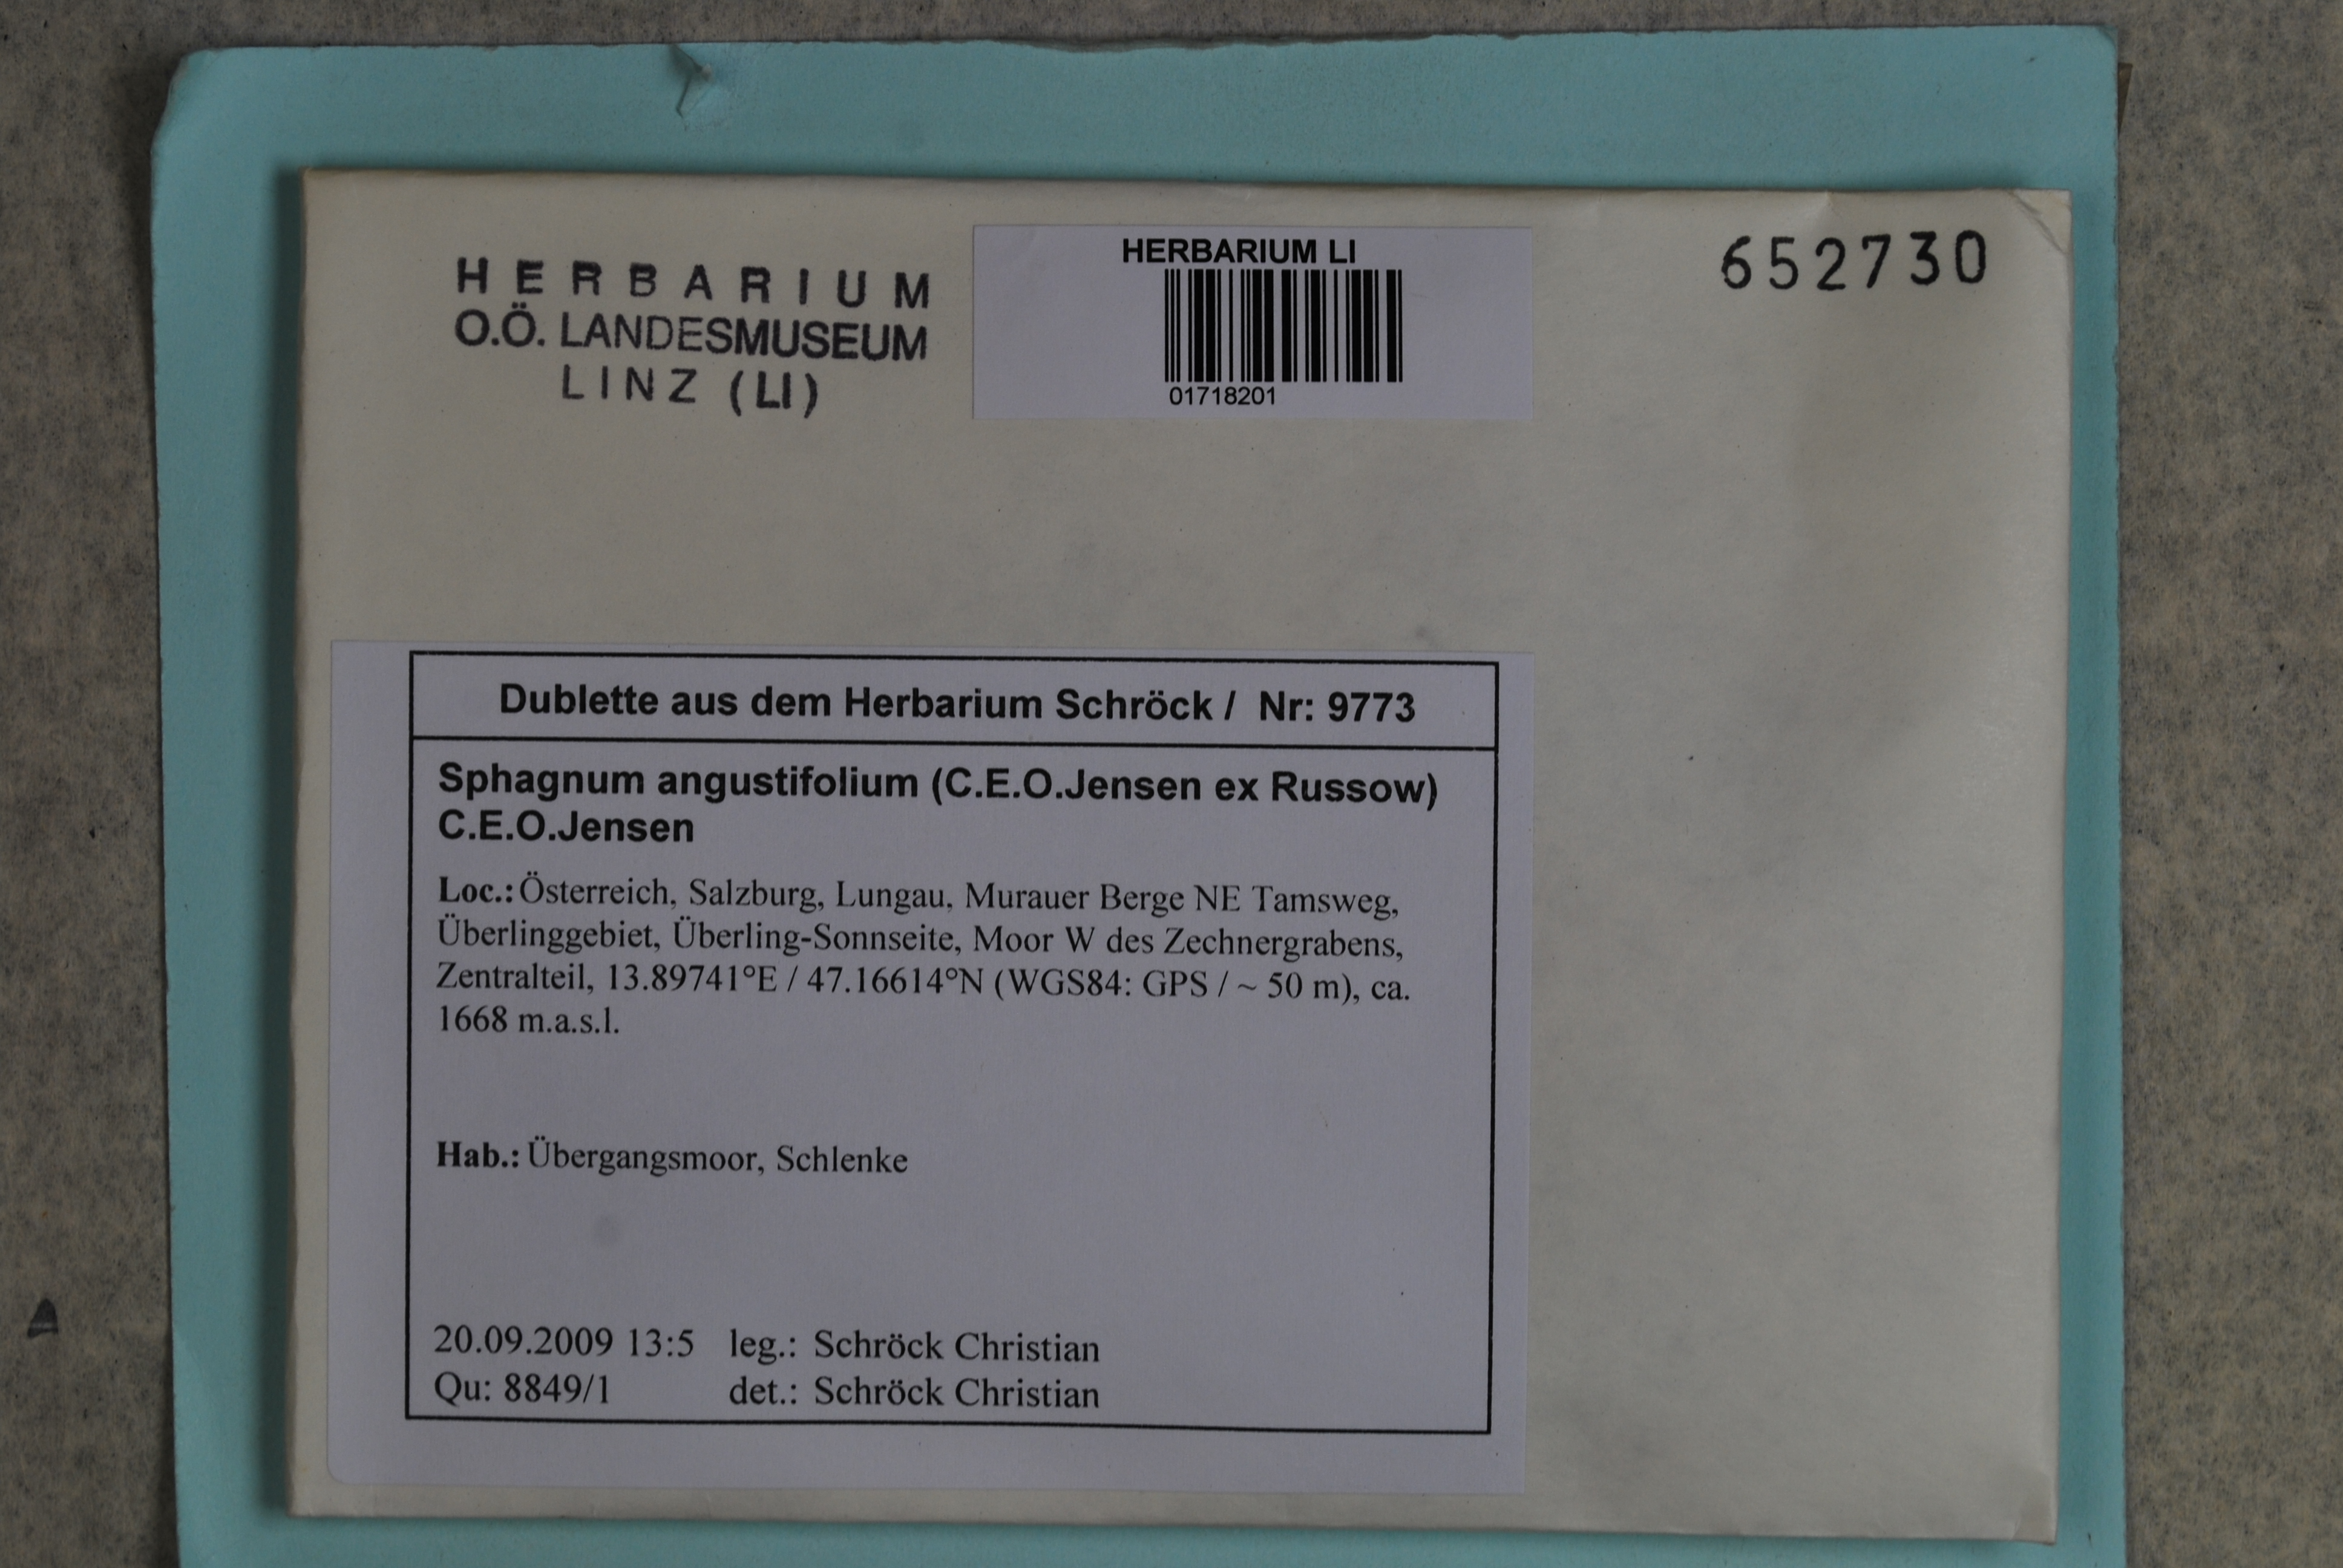 HERBARIUM
O.Ö. LANDESMUSEUM
LINZ (LI)
HERBARIUM LI
01718201
652730
Dublette aus dem Herbarium Schröck / Nr: 9773
Sphagnum angustifolium (C.E.O.Jensen ex Russow)
C.E.O.Jensen
Loc.: Österreich, Salzburg, Lungau, Murauer Berge NE Tamsweg,
Überlinggebiet, Überling-Sonnseite, Moor W des Zechnergrabens,
Zentralteil, 13.89741°E / 47.16614°N (WGS84: GPS / ~ 50 m), ca.
1668 m.a.s.l.
Hab.: Übergangsmoor, Schlenke
20.09.2009 13:5 leg.: Schröck Christian
Qu: 8849/1 det.: Schröck Christian